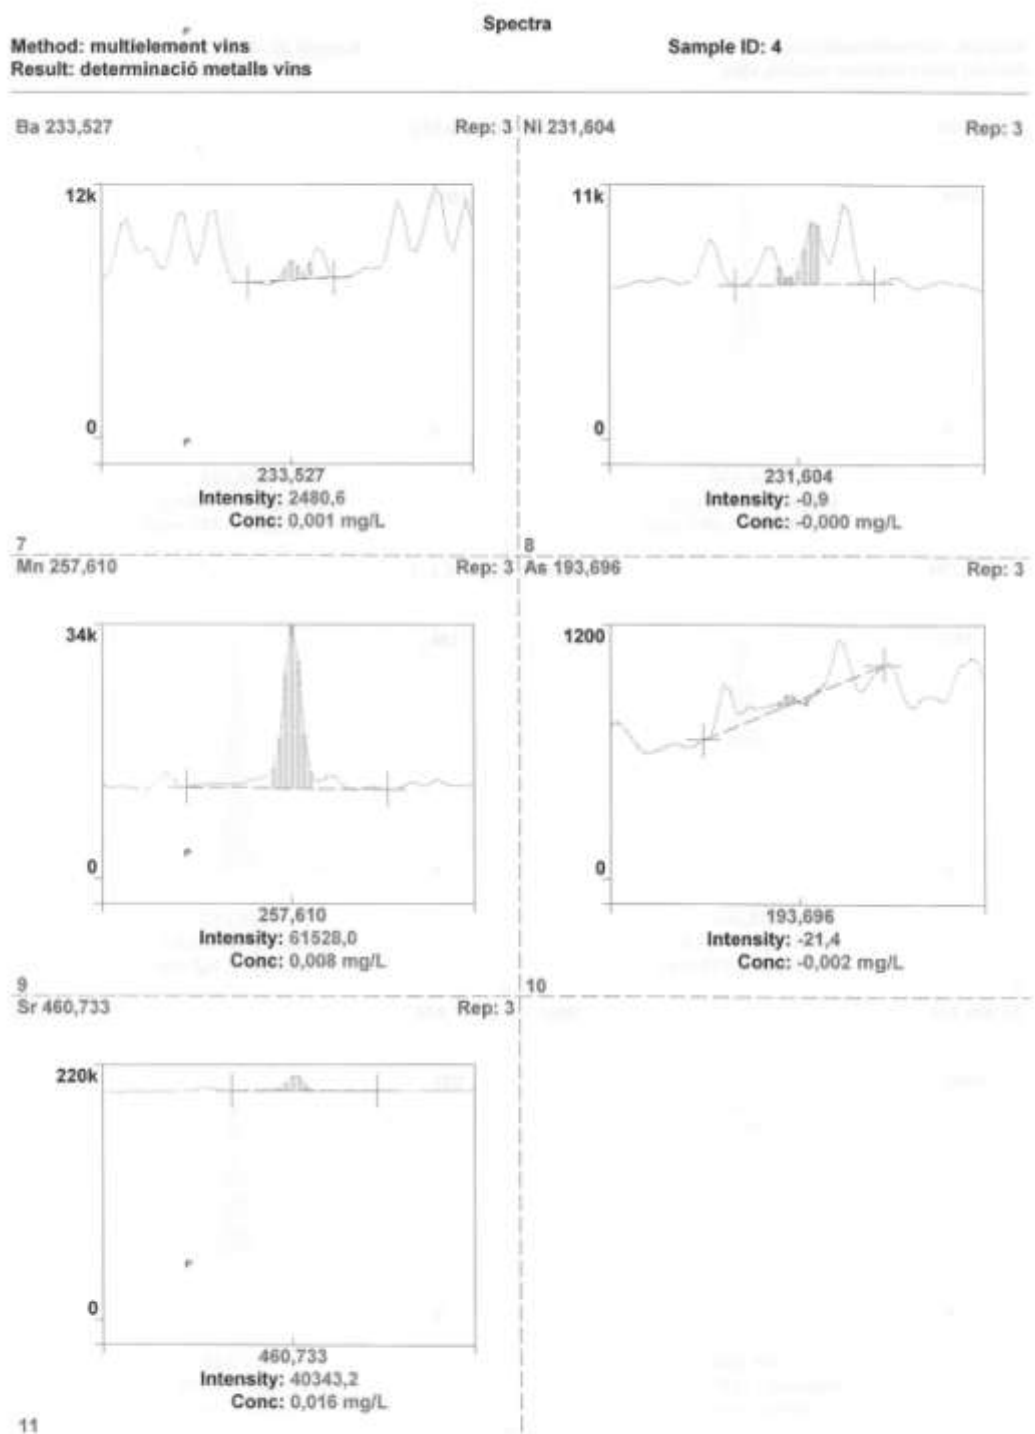 Spectra
Method: multielement vins
Sample ID: 4
Result: determinació metalls vins
Ba 233,527
Rep: 3
12k
0
233,527
Intensity: 2480,6
Conc: 0,001 mg/L
7
Ni 231,604
Rep: 3
11k
0
231,604
Intensity: -0,9
Conc: -0,000 mg/L
8
Mn 257,610
Rep: 3
34k
0
257,610
Intensity: 61528,0
Conc: 0,008 mg/L
9
As 193,696
Rep: 3
1200
0
193,696
Intensity: -21,4
Conc: -0,002 mg/L
10
Sr 460,733
Rep: 3
220k
0
460,733
Intensity: 40343,2
Conc: 0,016 mg/L
11